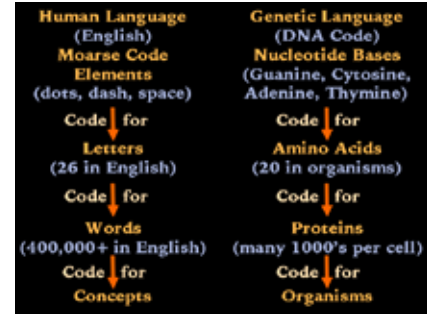 Human Language
(English)
Moarse Code
Elements
(dots, dash, space)
Code for
Letters
(26 in English)
Code for
Words
(400,000+ in English)
Code for
Concepts
Genetic Language
(DNA Code)
Nucleotide Bases
(Guanine, Cytosine,
Adenine, Thymine)
Code for
Amino Acids
(20 in organisms)
Code for
Proteins
(many 1000's per cell)
Code for
Organisms